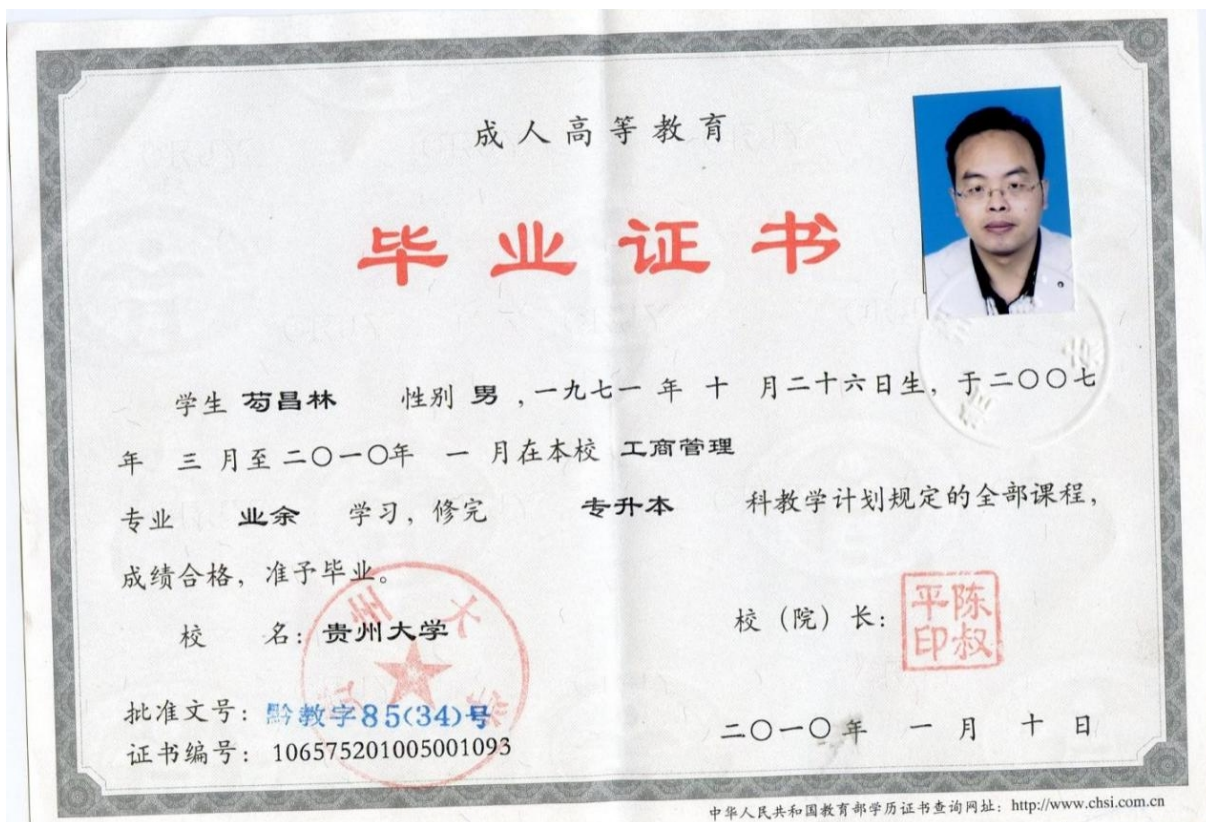 成人高等教育
毕业证书
学生 芶昌林 性别 男 ,一九七一 年 十 月二十六日生，于二〇〇七
年 三 月至二〇一〇年 一 月在本校 工商管理
专业 业余 学习，修完 专升本 科教学计划规定的全部课程，
成绩合格，准予毕业。
校 名：贵州大学
校（院）长：
陈叔平印
批准文号：黔教字85(34)号
证书编号：106575201005001093
二〇一〇年 一 月 十 日
中华人民共和国教育部学历证书查询网址：http://www.chsi.com.cn